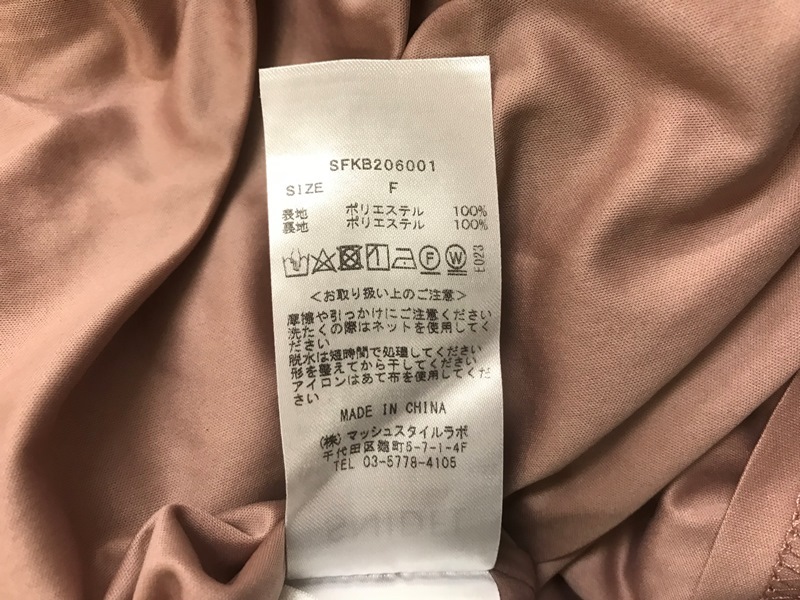 SFKB206001
SIZE F
表地 ポリエステル 100%
裏地 ポリエステル 100%
F W E023
<お取り扱い上のご注意>
摩擦や引っかけにご注意ください
洗たくの際はネットを使用してく
ださい
脱水は短時間で処理してください
形を整えてから干してください
アイロンはあて布を使用してくだ
さい
MADE IN CHINA
(株)マッシュスタイルラボ
千代田区麹町5-7-1-4F
TEL 03-5778-4105